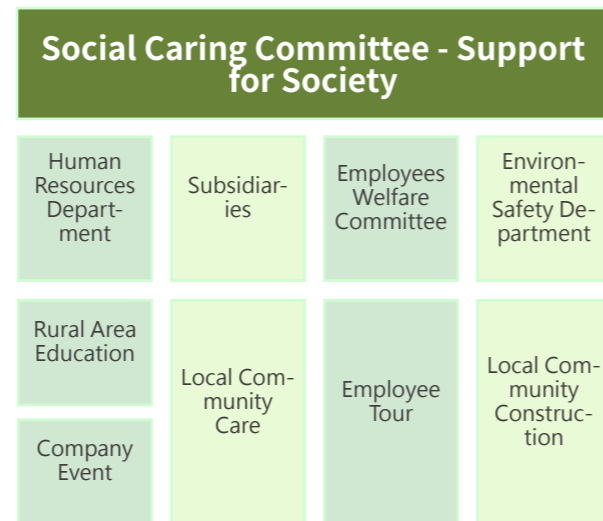 Social Caring Committee - Support
for Society
Human
Resources
Depart-
ment
Subsidiar-
ies
Employees
Welfare
Committee
Environ-
mental
Safety De-
partment
Rural Area
Education
Company
Event
Local Com-
munity
Care
Employee
Tour
Local Com-
munity
Construc-
tion